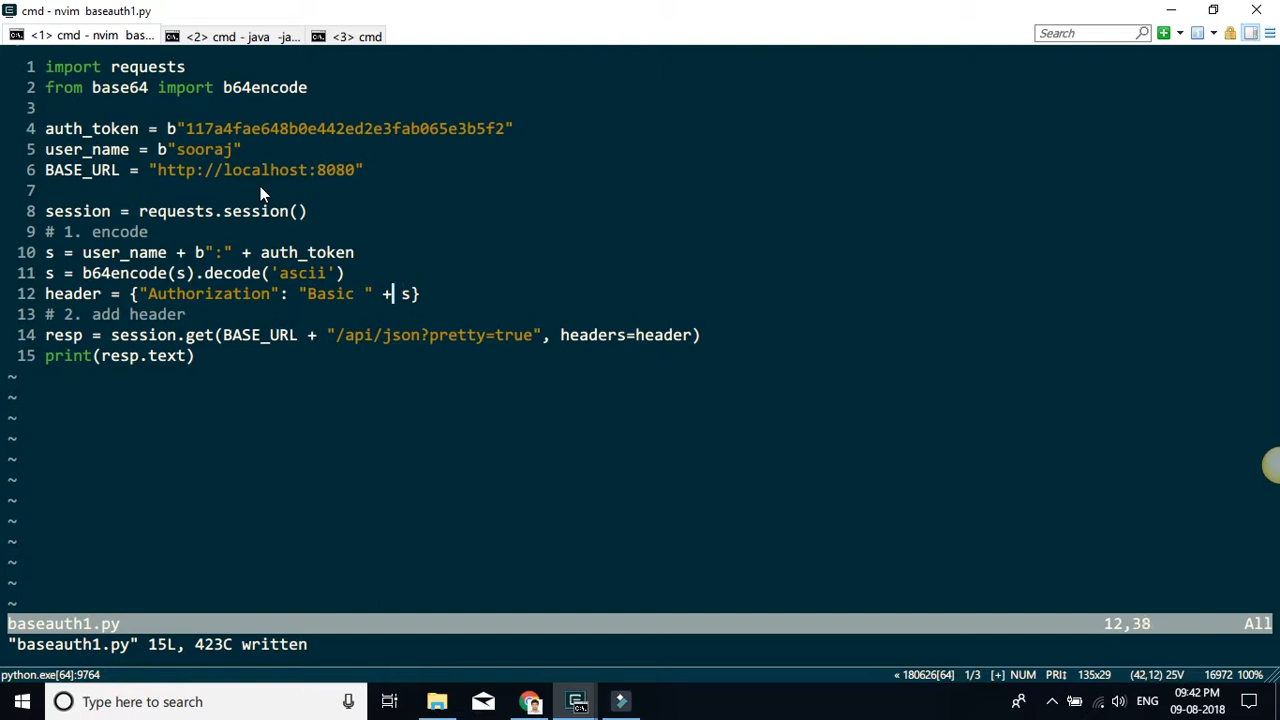 cmd - nvim  baseauth1.py
<1> cmd - nvim  bas...
<2> cmd - java  -ja...
<3> cmd
Search
1 import requests
2 from base64 import b64encode
3
4 auth_token = b"117a4fae648b0e442ed2e3fab065e3b5f2"
5 user_name = b"sooraj"
6 BASE_URL = "http://localhost:8080"
7
8 session = requests.session()
9 # 1. encode
10 s = user_name + b":" + auth_token
11 s = b64encode(s).decode('ascii')
12 header = {"Authorization": "Basic " + s}
13 # 2. add header
14 resp = session.get(BASE_URL + "/api/json?pretty=true", headers=header)
15 print(resp.text)
~
~
~
~
~
~
~
~
~
~
~
~
baseauth1.py 12,38 All
"baseauth1.py" 15L, 423C written
python.exe[64]:9764 « 180626[64] 1/3 [+] NUM PRI↕ 135x29 (42,12) 25V 16972 100%
Type here to search
ENG
09:42 PM
09-08-2018